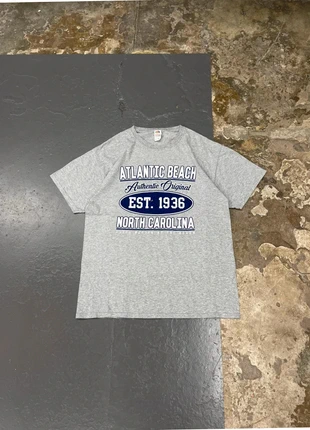 ATLANTIC BEACH
Authentic Original
EST. 1936
NORTH CAROLINA